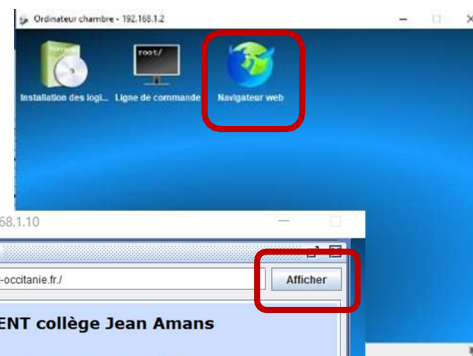 Ordinateur chambre - 192.168.1.2
root/
Installation des logi... Ligne de commande Navigateur web
68.1.10
-occitanie.fr./ Afficher
ENT collège Jean Amans